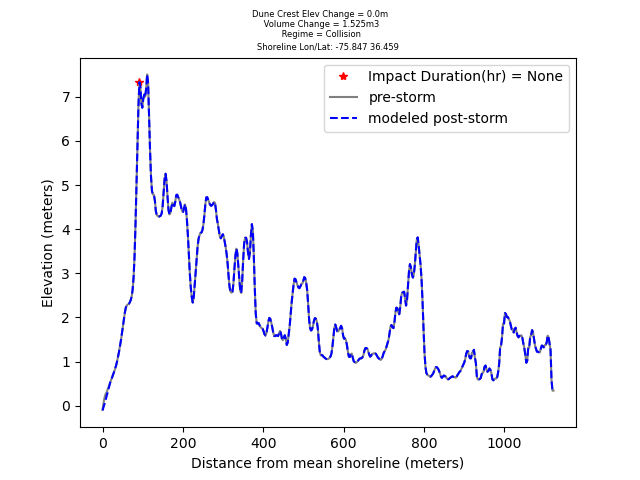 Dune Crest Elev Change = 0.0m
Volume Change = 1.525m3
Regime = Collision
Shoreline Lon/Lat: -75.847 36.459
Impact Duration(hr) = None
pre-storm
modeled post-storm
Elevation (meters)
7
6
5
4
3
2
1
0
0 200 400 600 800 1000
Distance from mean shoreline (meters)